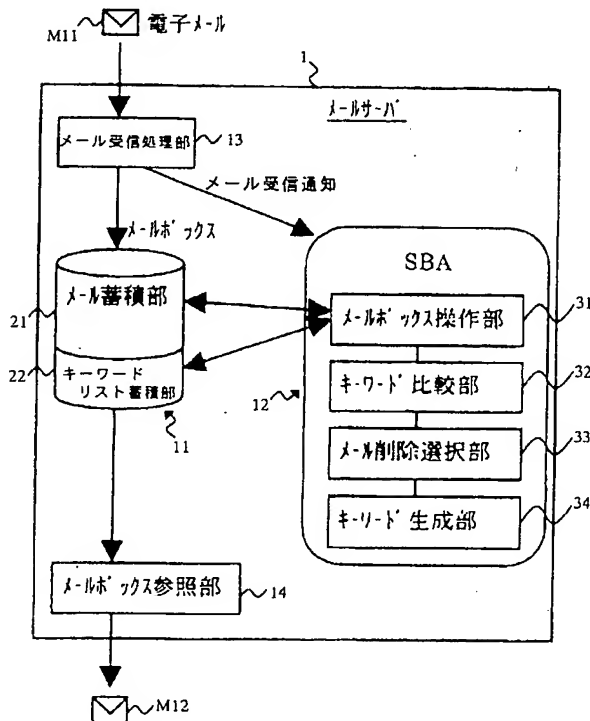 M11
電子メール
1
メールサーバ
メール受信処理部
13
メール受信通知
メールボックス
SBA
メール蓄積部
21
メールボックス操作部
31
22
キーワード
リスト蓄積部
11
12
キーワード比較部
32
メール削除選択部
33
キーワード生成部
34
メールボックス参照部
14
M12